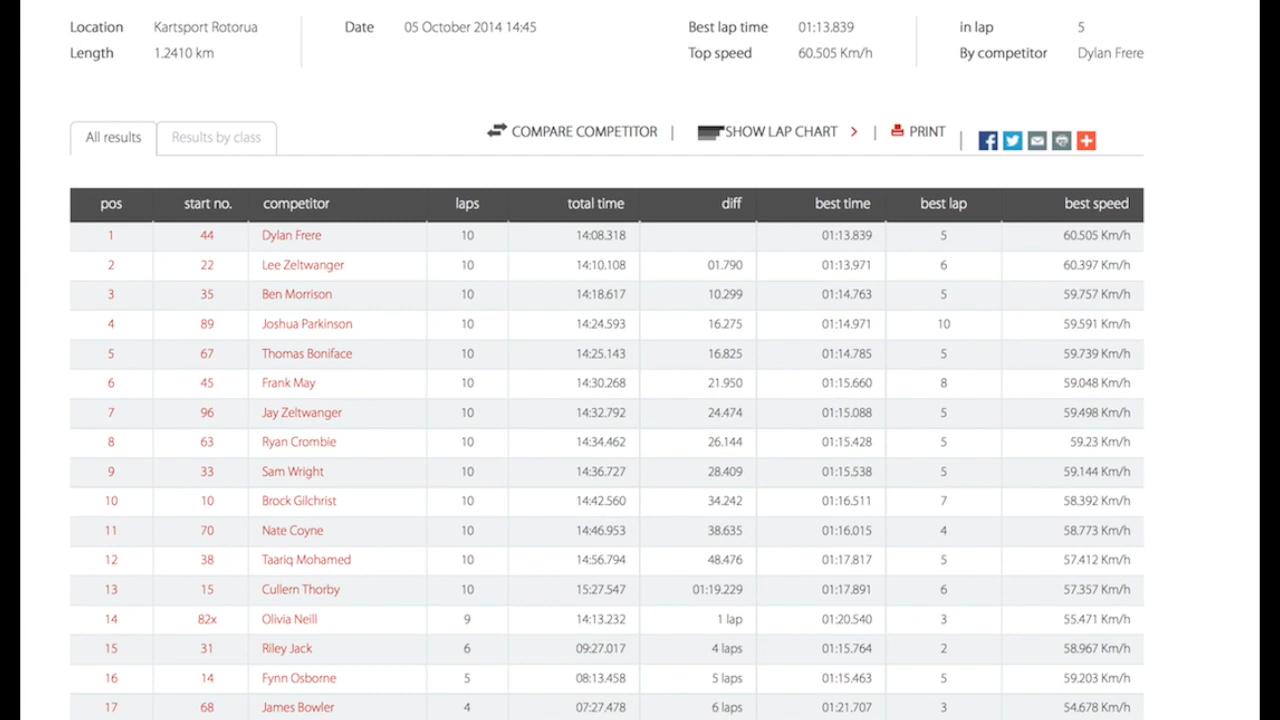 Location Kartsport Rotorua Date 05 October 2014 14:45 Best lap time 01:13.839 in lap 5
Length 1.2410 km Top speed 60.505 Km/h By competitor Dylan Frere
All results Results by class COMPARE COMPETITOR | SHOW LAP CHART > | PRINT |
pos start no. competitor laps total time diff best time best lap best speed
1 44 Dylan Frere 10 14:08.318 01:13.839 5 60.505 Km/h
2 22 Lee Zeltwanger 10 14:10.108 01.790 01:13.971 6 60.397 Km/h
3 35 Ben Morrison 10 14:18.617 10.299 01:14.763 5 59.757 Km/h
4 89 Joshua Parkinson 10 14:24.593 16.275 01:14.971 10 59.591 Km/h
5 67 Thomas Boniface 10 14:25.143 16.825 01:14.785 5 59.739 Km/h
6 45 Frank May 10 14:30.268 21.950 01:15.660 8 59.048 Km/h
7 96 Jay Zeltwanger 10 14:32.792 24.474 01:15.088 5 59.498 Km/h
8 63 Ryan Crombie 10 14:34.462 26.144 01:15.428 5 59.23 Km/h
9 33 Sam Wright 10 14:36.727 28.409 01:15.538 5 59.144 Km/h
10 10 Brock Gilchrist 10 14:42.560 34.242 01:16.511 7 58.392 Km/h
11 70 Nate Coyne 10 14:46.953 38.635 01:16.015 4 58.773 Km/h
12 38 Taariq Mohamed 10 14:56.794 48.476 01:17.817 5 57.412 Km/h
13 15 Cullern Thorby 10 15:27.547 01:19.229 01:17.891 6 57.357 Km/h
14 82x Olivia Neill 9 14:13.232 1 lap 01:20.540 3 55.471 Km/h
15 31 Riley Jack 6 09:27.017 4 laps 01:15.764 2 58.967 Km/h
16 14 Fynn Osborne 5 08:13.458 5 laps 01:15.463 5 59.203 Km/h
17 68 James Bowler 4 07:27.478 6 laps 01:21.707 3 54.678 Km/h